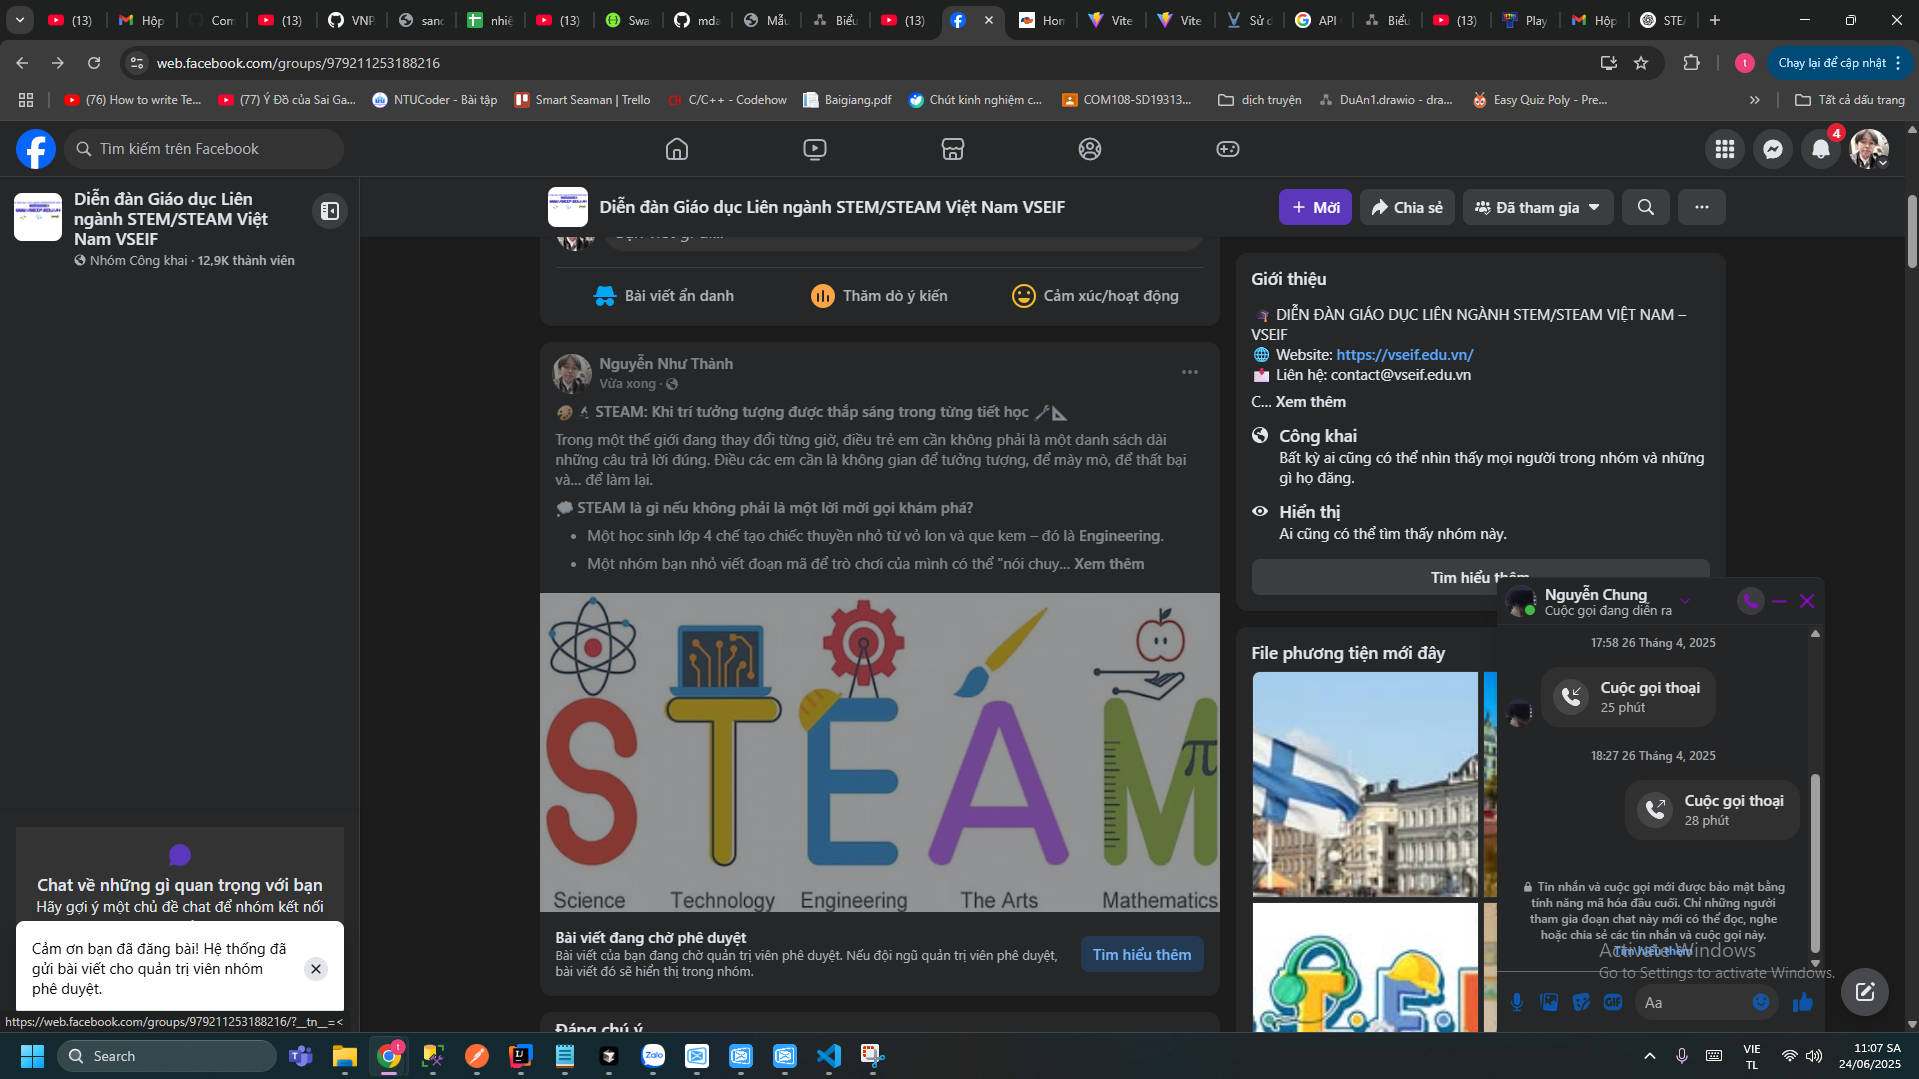 (13)
Hộp
Com
(13)
(13)
VNP
sanc
nhiệ
(13)
Swa
mda
Mẫu
Biểu
(13)
Hon
Vite
Vite
Sử d
API
Biểu
(13)
Play
Hộp
STEA
web.facebook.com/groups/979211253188216
Chạy lại để cập nhật
(76) How to write Te...
(77) Ý Đồ của Sai Ga...
NTUCoder - Bài tập
Smart Seaman | Trello
C/C++ - Codehow
Baigiang.pdf
Chút kinh nghiệm c...
COM108-SD19313...
dịch truyện
DuAn1.drawio - dra...
Easy Quiz Poly - Pre...
Tất cả dấu trang
Tìm kiếm trên Facebook
4
Diễn đàn Giáo dục Liên
ngành STEM/STEAM Việt
Nam VSEIF
Nhóm Công khai · 12,9K thành viên
Diễn đàn Giáo dục Liên ngành STEM/STEAM Việt Nam VSEIF
Mới
Chia sẻ
Đã tham gia
Bài viết ẩn danh
Thăm dò ý kiến
Cảm xúc/hoạt động
Nguyễn Như Thành
Vừa xong ·
STEAM: Khi trí tưởng tượng được thắp sáng trong từng tiết học
Trong một thế giới đang thay đổi từng giờ, điều trẻ em cần không phải là một danh sách dài
những câu trả lời đúng. Điều các em cần là không gian để tưởng tượng, để mày mò, để thất bại
và... để làm lại.
STEAM là gì nếu không phải là một lời mời gọi khám phá?
• Một học sinh lớp 4 chế tạo chiếc thuyền nhỏ từ vỏ lon và que kem – đó là Engineering.
• Một nhóm bạn nhỏ viết đoạn mã để trò chơi của mình có thể "nói chuy... Xem thêm
STEAM
π
Science
Technology
Engineering
The Arts
Mathematics
Bài viết đang chờ phê duyệt
Bài viết của bạn đang chờ quản trị viên phê duyệt. Nếu đội ngũ quản trị viên phê duyệt,
bài viết đó sẽ hiển thị trong nhóm.
Tìm hiểu thêm
Đáng chú ý
Giới thiệu
DIỄN ĐÀN GIÁO DỤC LIÊN NGÀNH STEM/STEAM VIỆT NAM –
VSEIF
Website: https://vseif.edu.vn/
Liên hệ: contact@vseif.edu.vn
C... Xem thêm
Công khai
Bất kỳ ai cũng có thể nhìn thấy mọi người trong nhóm và những
gì họ đăng.
Hiển thị
Ai cũng có thể tìm thấy nhóm này.
Tìm hiểu thêm
File phương tiện mới đây
Nguyễn Chung
Cuộc gọi đang diễn ra
17:58 26 Tháng 4, 2025
Cuộc gọi thoại
25 phút
18:27 26 Tháng 4, 2025
Cuộc gọi thoại
28 phút
Tin nhắn và cuộc gọi mới được bảo mật bằng
tính năng mã hóa đầu cuối. Chỉ những người
tham gia đoạn chat này mới có thể đọc, nghe
hoặc chia sẻ các tin nhắn và cuộc gọi này.
Tìm hiểu thêm
Activate Windows
Go to Settings to activate Windows.
GIF
Aa
Chat về những gì quan trọng với bạn
Hãy gợi ý một chủ đề chat để nhóm kết nối
Cảm ơn bạn đã đăng bài! Hệ thống đã
gửi bài viết cho quản trị viên nhóm
phê duyệt.
https://web.facebook.com/groups/979211253188216/?__tn__=<
Search
Zalo
VIE
TL
11:07 SA
24/06/2025